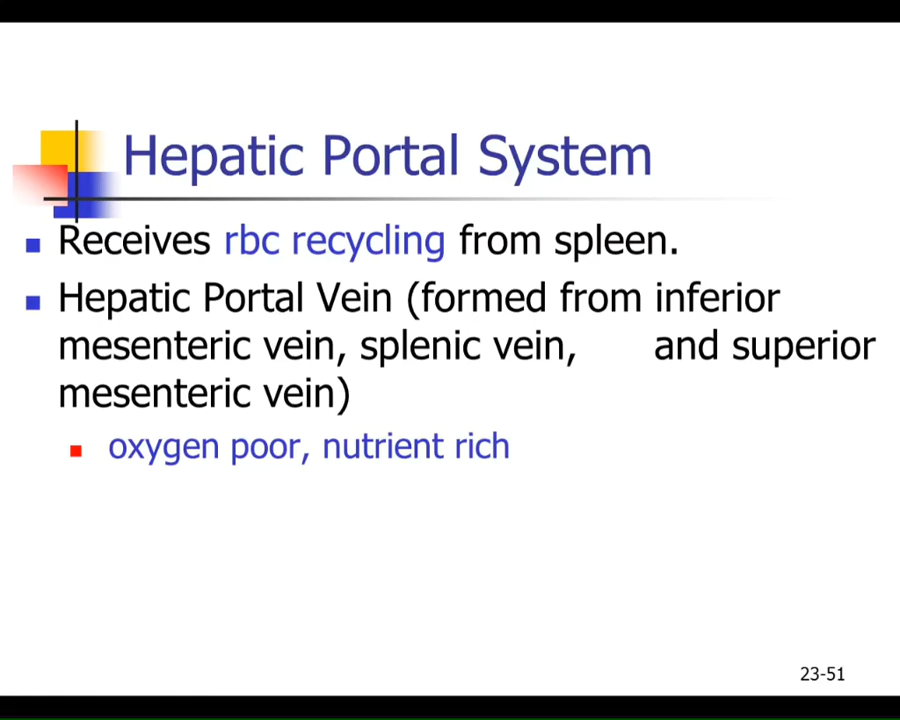 Hepatic Portal System
Receives rbc recycling from spleen.
Hepatic Portal Vein (formed from inferior
mesenteric vein, splenic vein, and superior
mesenteric vein)
oxygen poor, nutrient rich
23-51